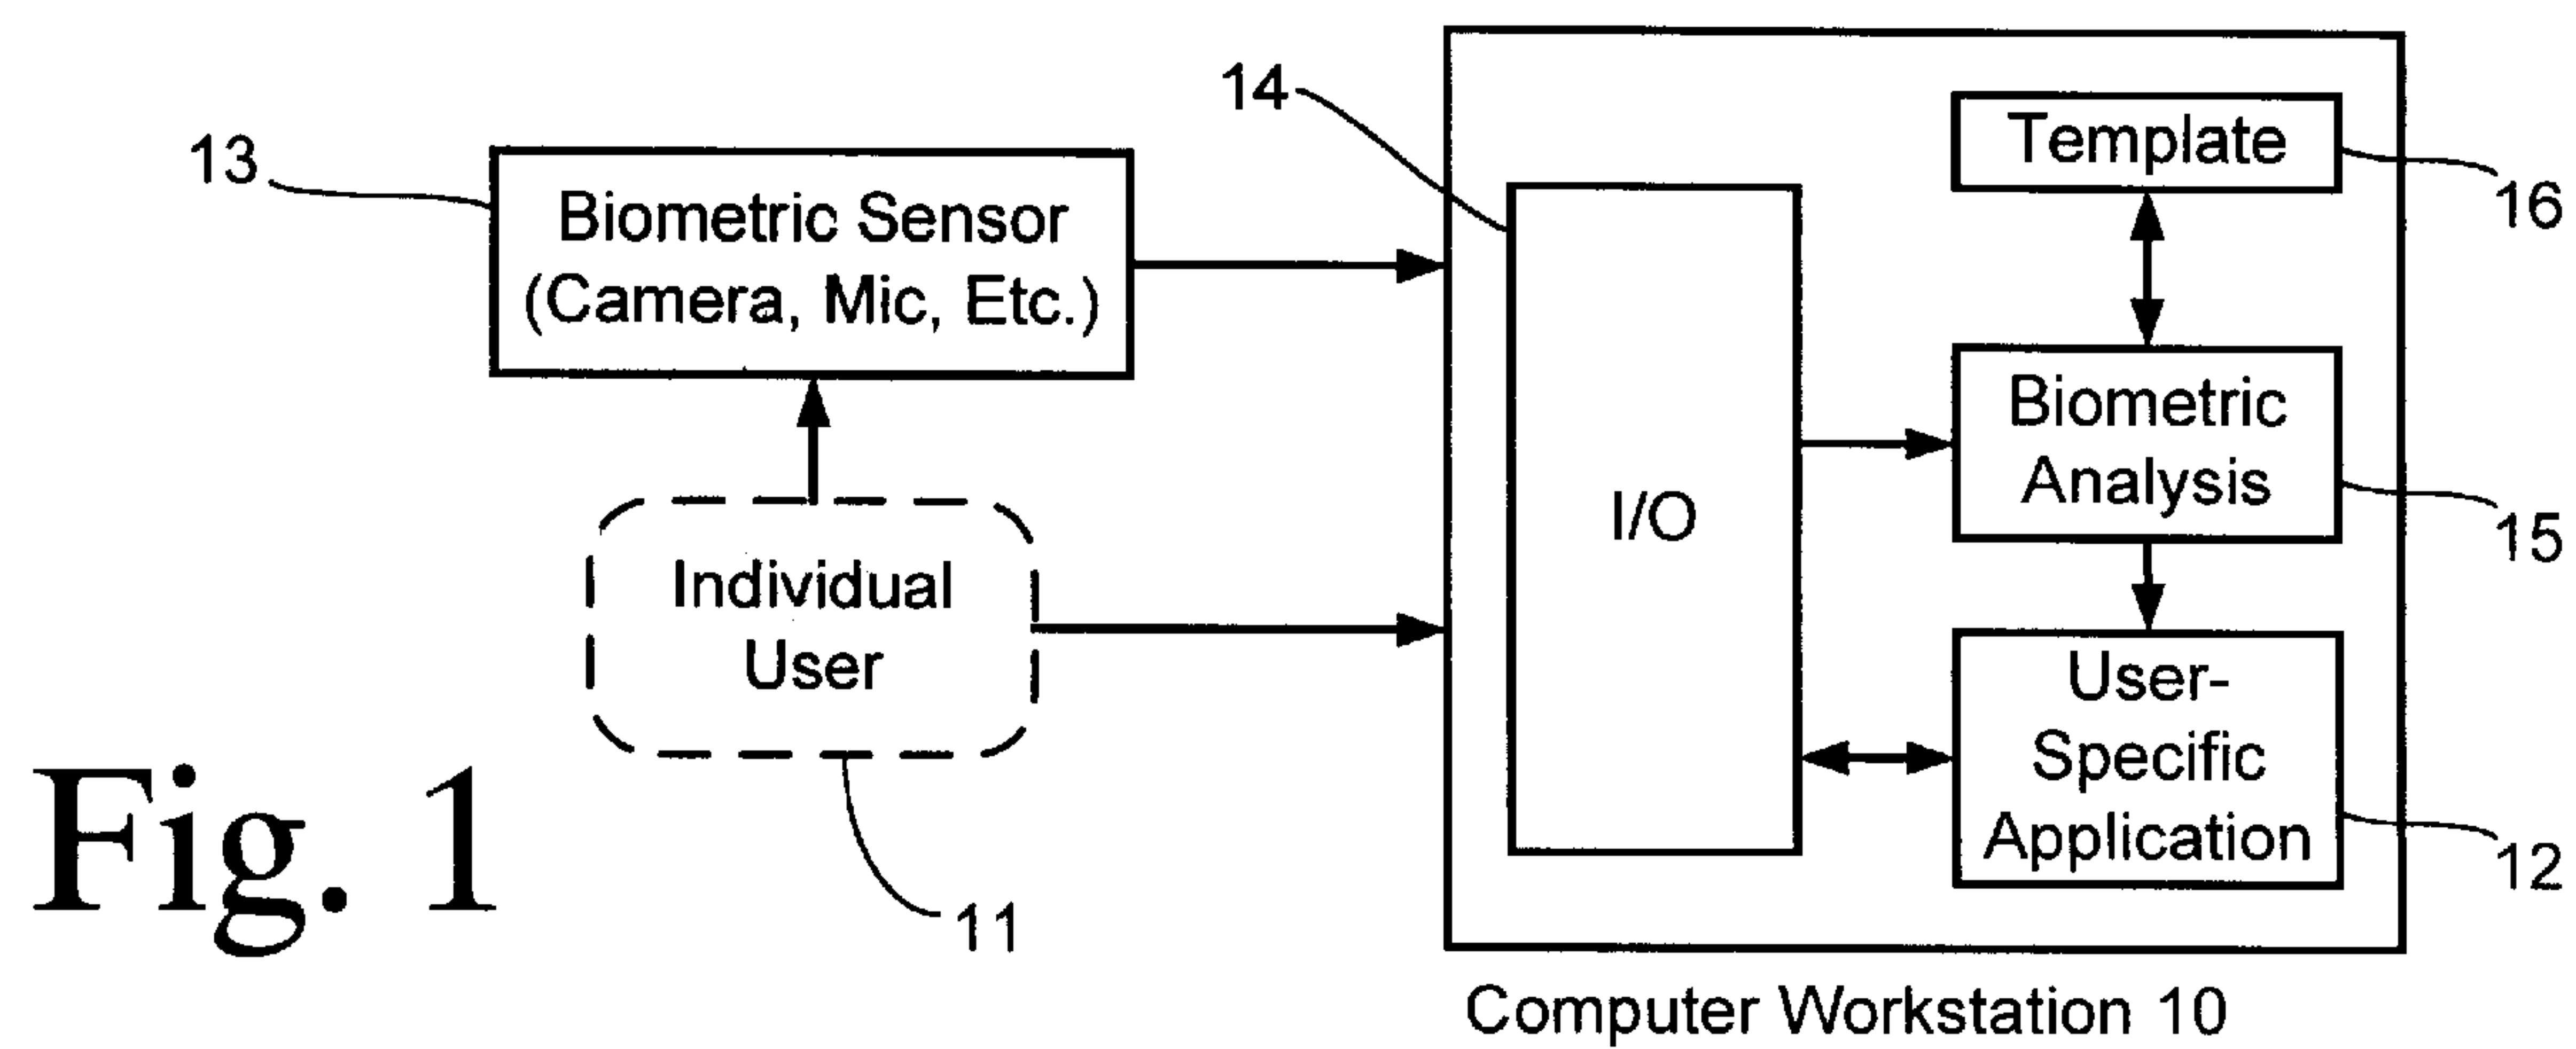 14
Template
13
Biometric Sensor
(Camera, Mic, Etc.)
16
Biometric
Analysis
I/O
15
Individual
User
User-
Specific
Application
12
Fig. 1
11
Computer Workstation 10